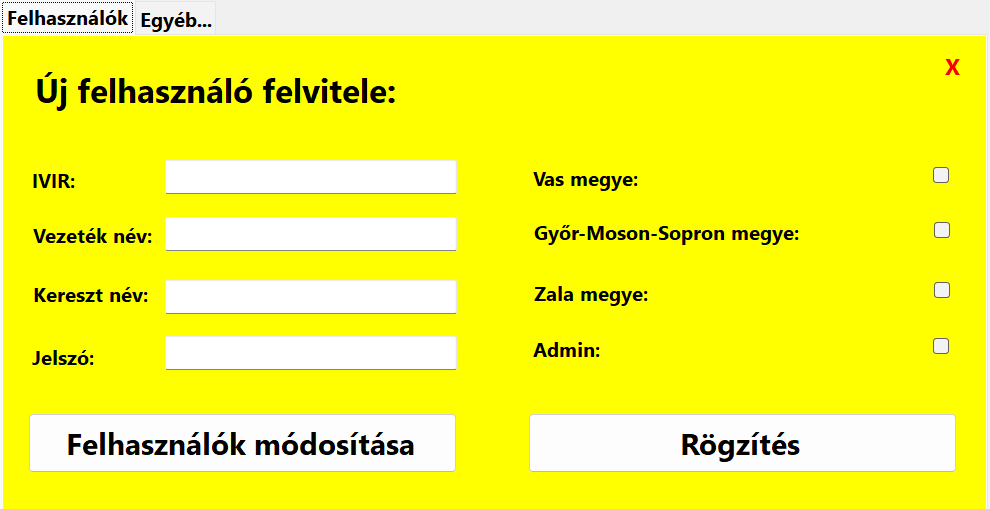 Felhasználók
Egyéb...
X
Új felhasználó felvitele:
IVIR:
Vezeték név:
Kereszt név:
Jelszó:
Vas megye:
Győr-Moson-Sopron megye:
Zala megye:
Admin:
Felhasználók módosítása
Rögzítés